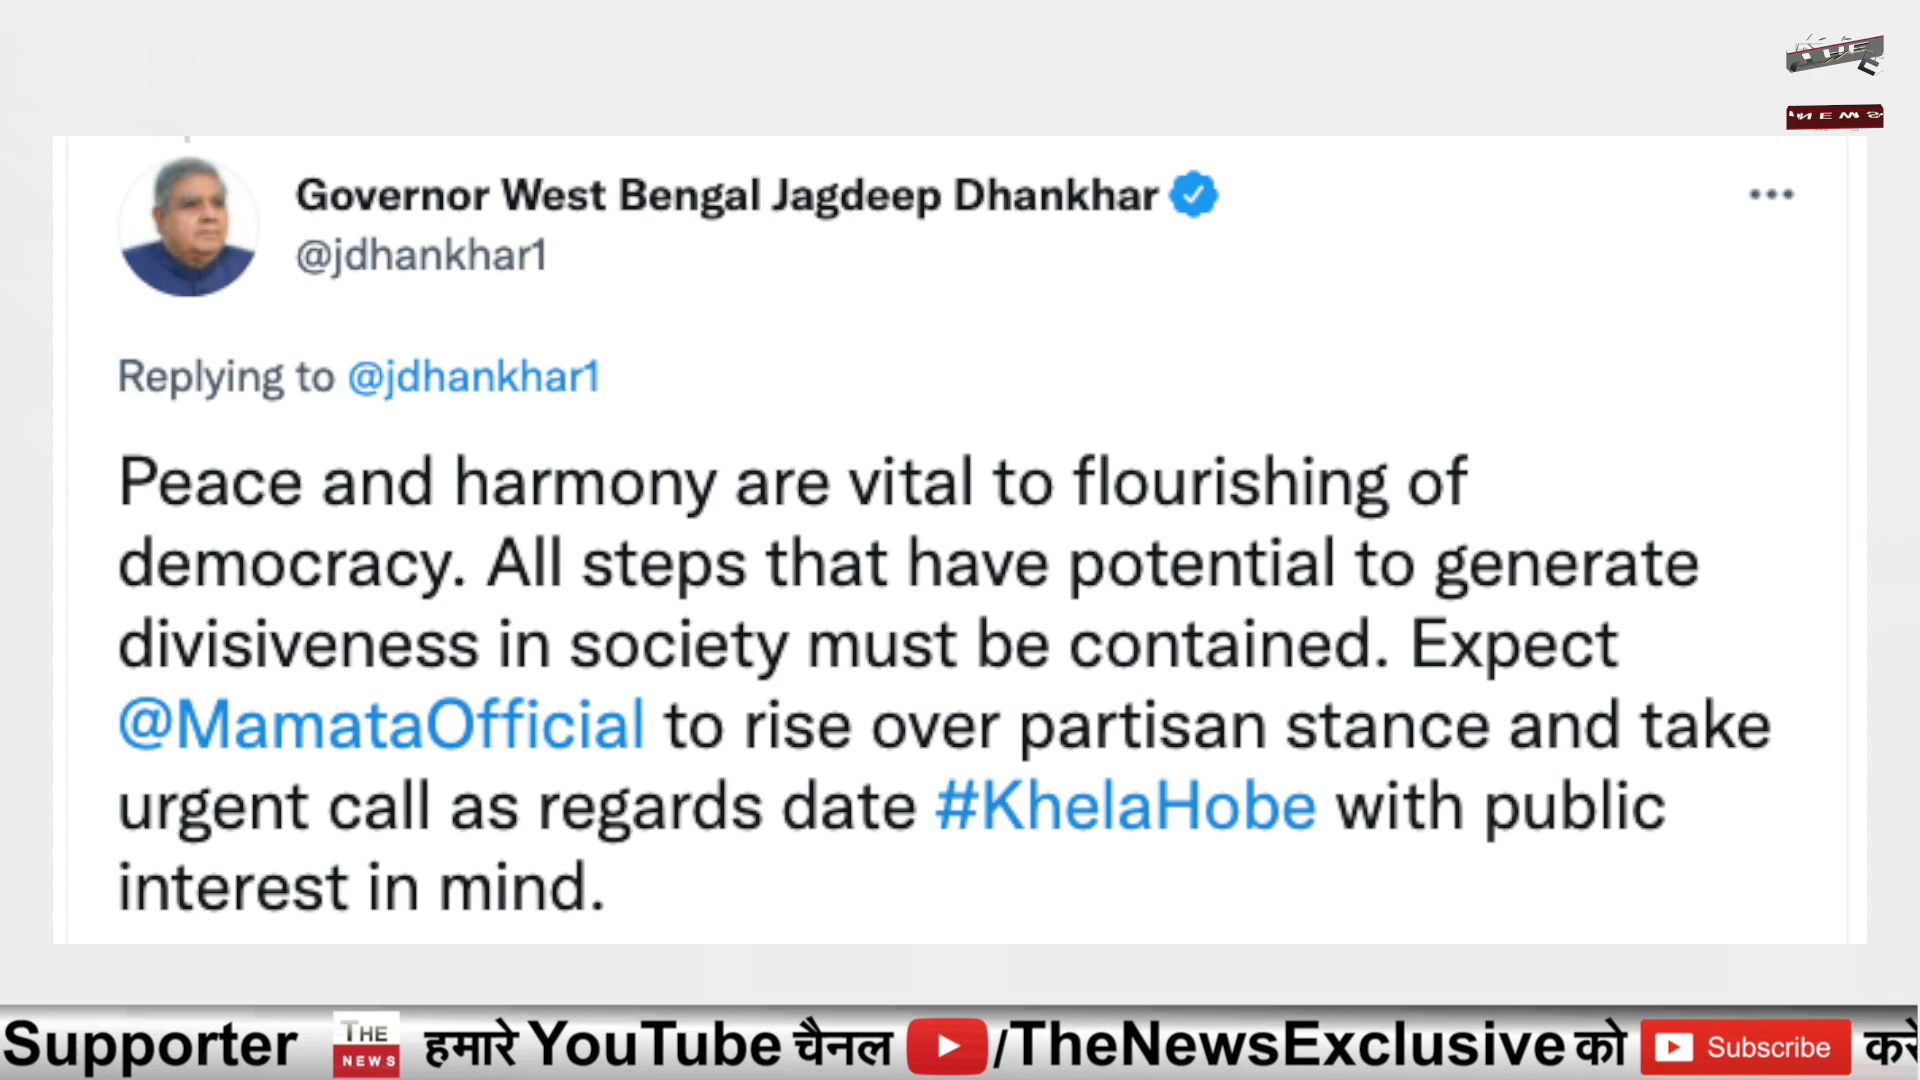 THE
NEWS
Governor West Bengal Jagdeep Dhankhar
@jdhankhar1
Replying to @jdhankhar1
Peace and harmony are vital to flourishing of
democracy. All steps that have potential to generate
divisiveness in society must be contained. Expect
@MamataOfficial to rise over partisan stance and take
urgent call as regards date #KhelaHobe with public
interest in mind.
Supporter THE NEWS हमारे YouTube चैनल /TheNewsExclusive को Subscribe करे